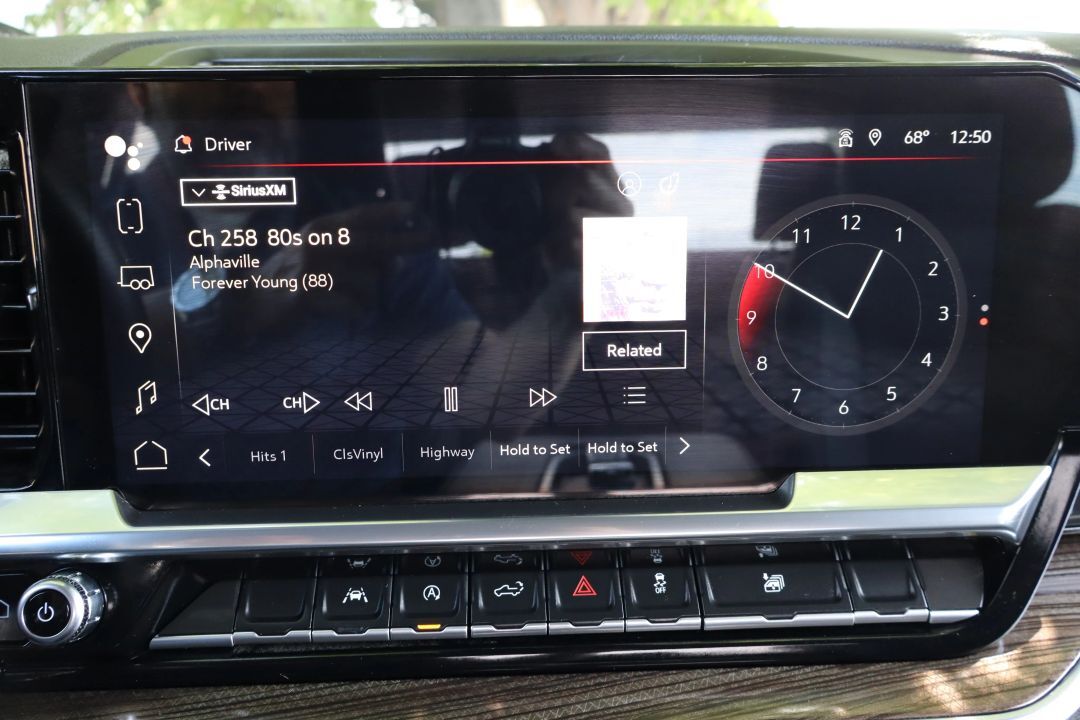 Driver
68° 12:50
SiriusXM
Ch 258 80s on 8
Alphaville
Forever Young (88)
Related
CH CH
Hits 1 ClsVinyl Highway Hold to Set Hold to Set
12
1
2
3
4
5
6
7
8
9
10
11
A
OFF
OFF